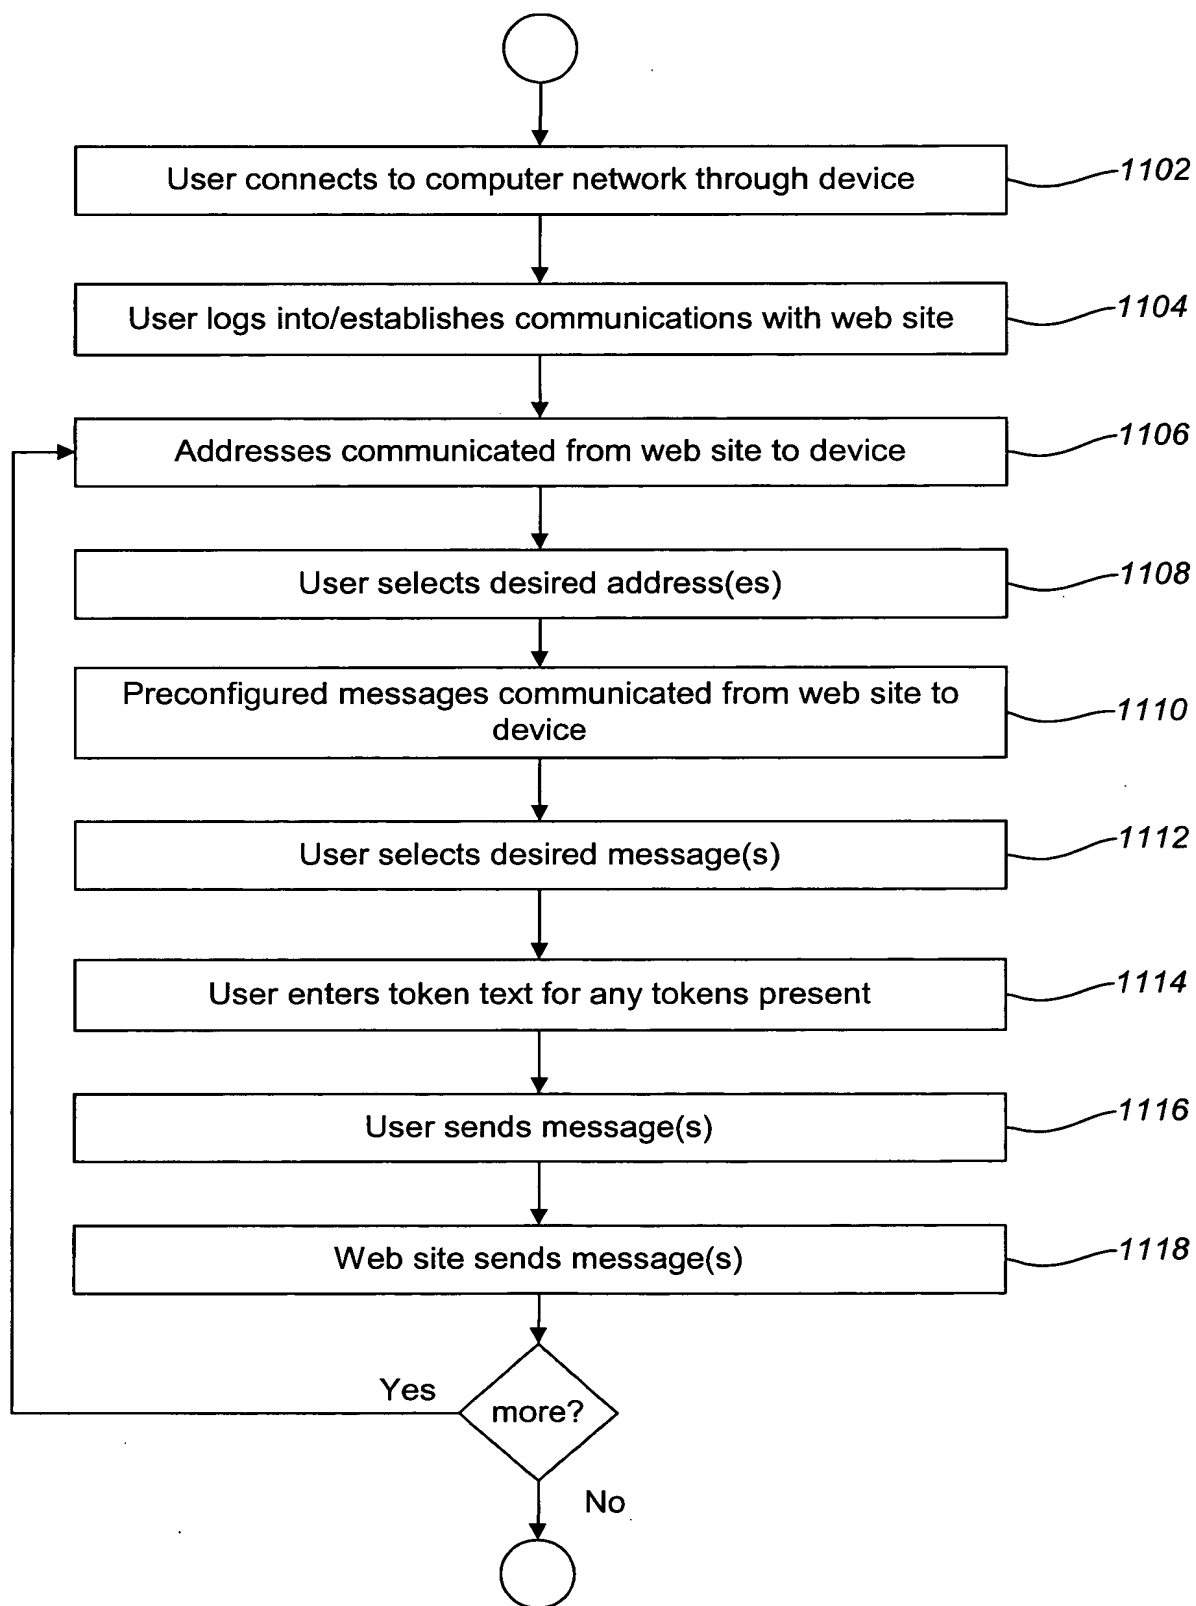 User connects to computer network through device
1102
User logs into/establishes communications with web site
1104
Addresses communicated from web site to device
1106
User selects desired address(es)
1108
Preconfigured messages communicated from web site to
device
1110
User selects desired message(s)
1112
User enters token text for any tokens present
1114
User sends message(s)
1116
Web site sends message(s)
1118
Yes
more?
No